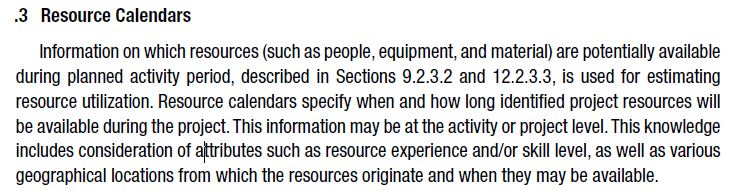 .3 Resource Calendars
Information on which resources (such as people, equipment, and material) are potentially available
during planned activity period, described in Sections 9.2.3.2 and 12.2.3.3, is used for estimating
resource utilization. Resource calendars specify when and how long identified project resources will
be available during the project. This information may be at the activity or project level. This knowledge
includes consideration of attributes such as resource experience and/or skill level, as well as various
geographical locations from which the resources originate and when they may be available.